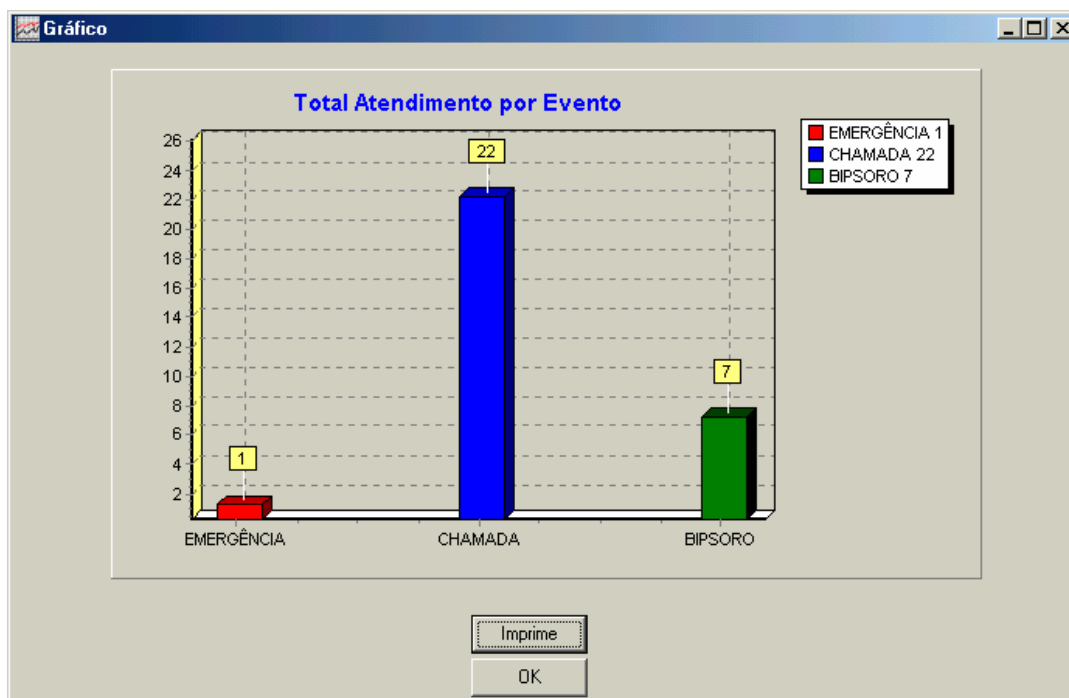 Gráfico
Total Atendimento por Evento
EMERGÊNCIA 1
CHAMADA 22
BIPSORO 7
26
24
22
20
18
16
14
12
10
8
6
4
2
1
22
7
EMERGÊNCIA CHAMADA BIPSORO
Imprime
OK